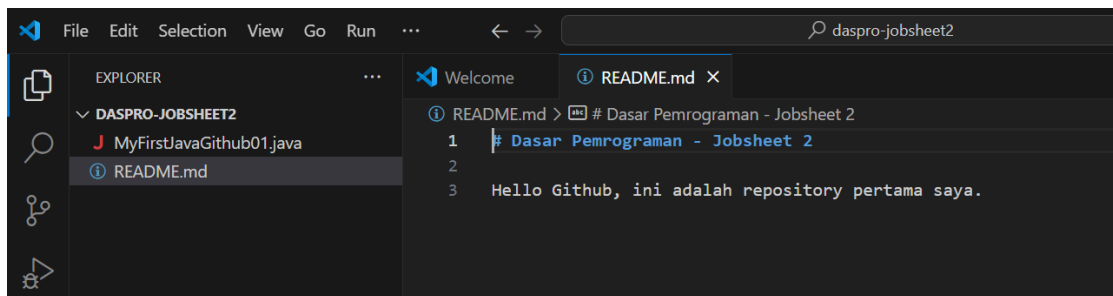 File Edit Selection View Go Run ··· ← → daspro-jobsheet2
EXPLORER ···
DASPRO-JOBSHEET2
J MyFirstJavaGithub01.java
README.md
Welcome README.md ×
README.md > abc # Dasar Pemrograman - Jobsheet 2
1 # Dasar Pemrograman - Jobsheet 2
2
3 Hello Github, ini adalah repository pertama saya.